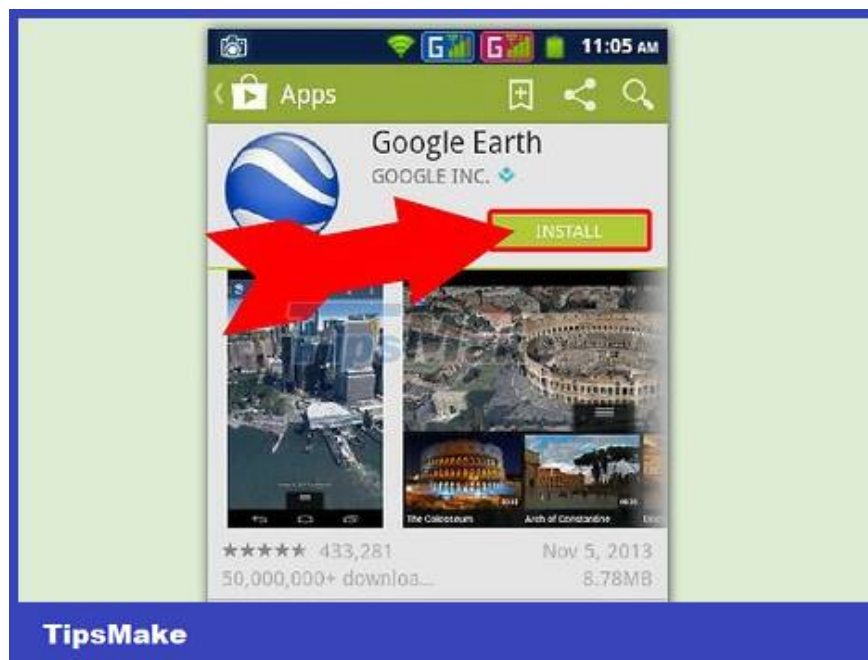 G G 11:05 AM
Apps
Google Earth
GOOGLE INC.
INSTALL
TipsMake
The Colosseum
Arch of Constantine
433,281
Nov 5, 2013
50,000,000+ downloa...
8.78MB
TipsMake